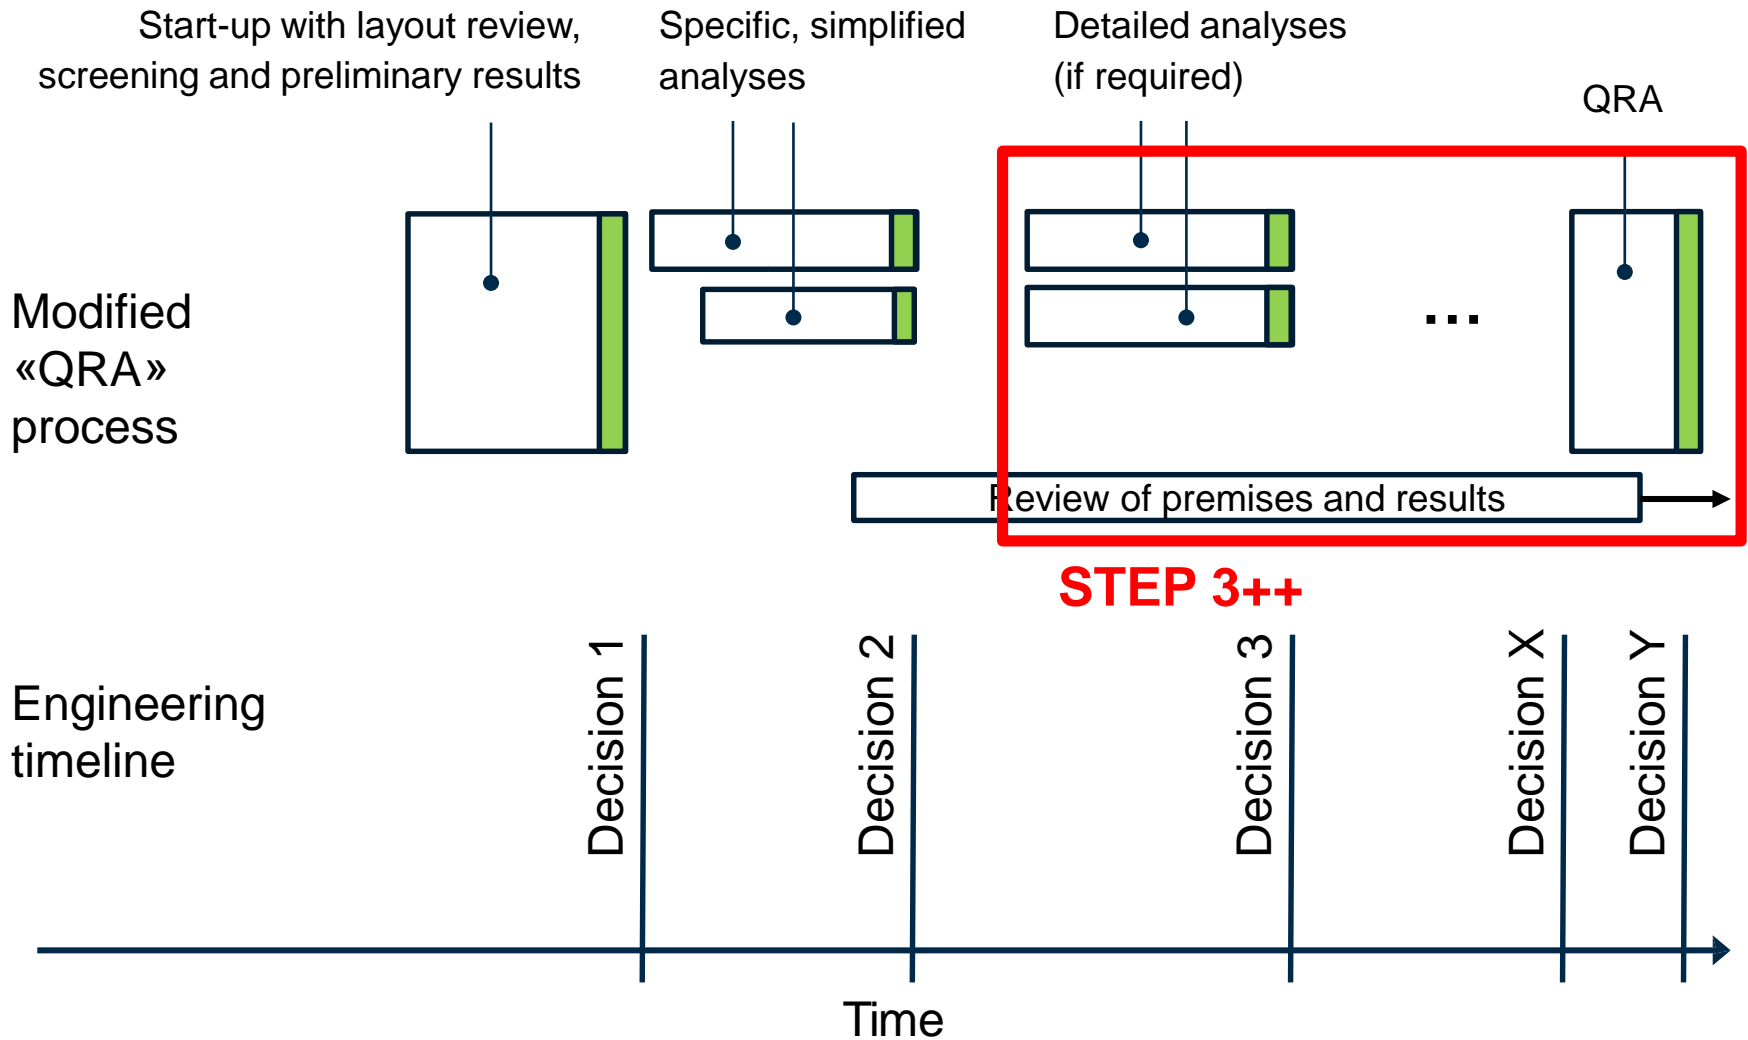 Start-up with layout review,
screening and preliminary results
Specific, simplified
analyses
Detailed analyses
(if required)
QRA
Modified
«QRA»
process
...
Review of premises and results
STEP 3++
Engineering
timeline
Decision 1
Decision 2
Decision 3
Decision X
Decision Y
Time